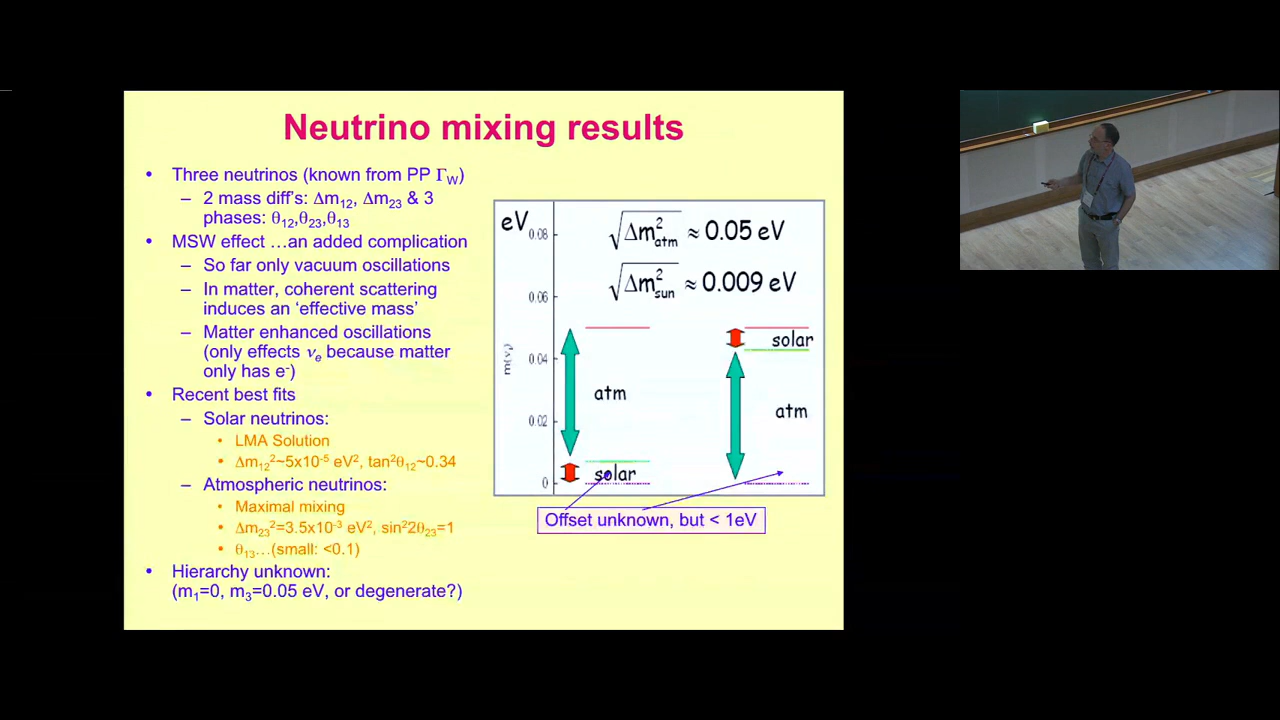 Neutrino mixing results
• Three neutrinos (known from PP ΓW)
– 2 mass diff's: Δm12, Δm23 & 3
phases: θ12,θ23,θ13
• MSW effect …an added complication
– So far only vacuum oscillations
– In matter, coherent scattering
induces an 'effective mass'
– Matter enhanced oscillations
(only effects νe because matter
only has e-)
• Recent best fits
– Solar neutrinos:
• LMA Solution
• Δm12²~5x10-5 eV², tan²θ12~0.34
– Atmospheric neutrinos:
• Maximal mixing
• Δm23²=3.5x10-3 eV², sin²2θ23=1
• θ13…(small: <0.1)
• Hierarchy unknown:
(m1=0, m3=0.05 eV, or degenerate?)
eV
0.08
0.06
0.04
0.02
0
m(νi)
√Δm²atm ≈ 0.05 eV
√Δm²sun ≈ 0.009 eV
solar
atm
atm
solar
Offset unknown, but < 1eV